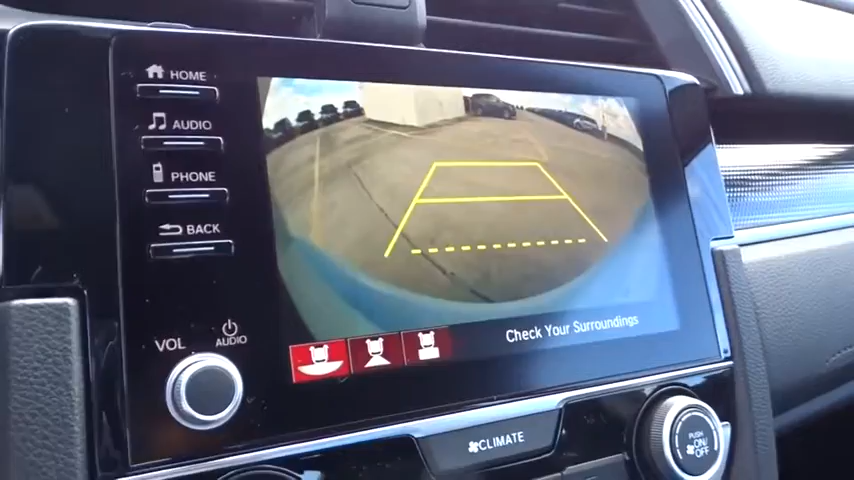 HOME
AUDIO
PHONE
BACK
VOL
AUDIO
Check Your Surroundings
CLIMATE
PUSH
ON
OFF